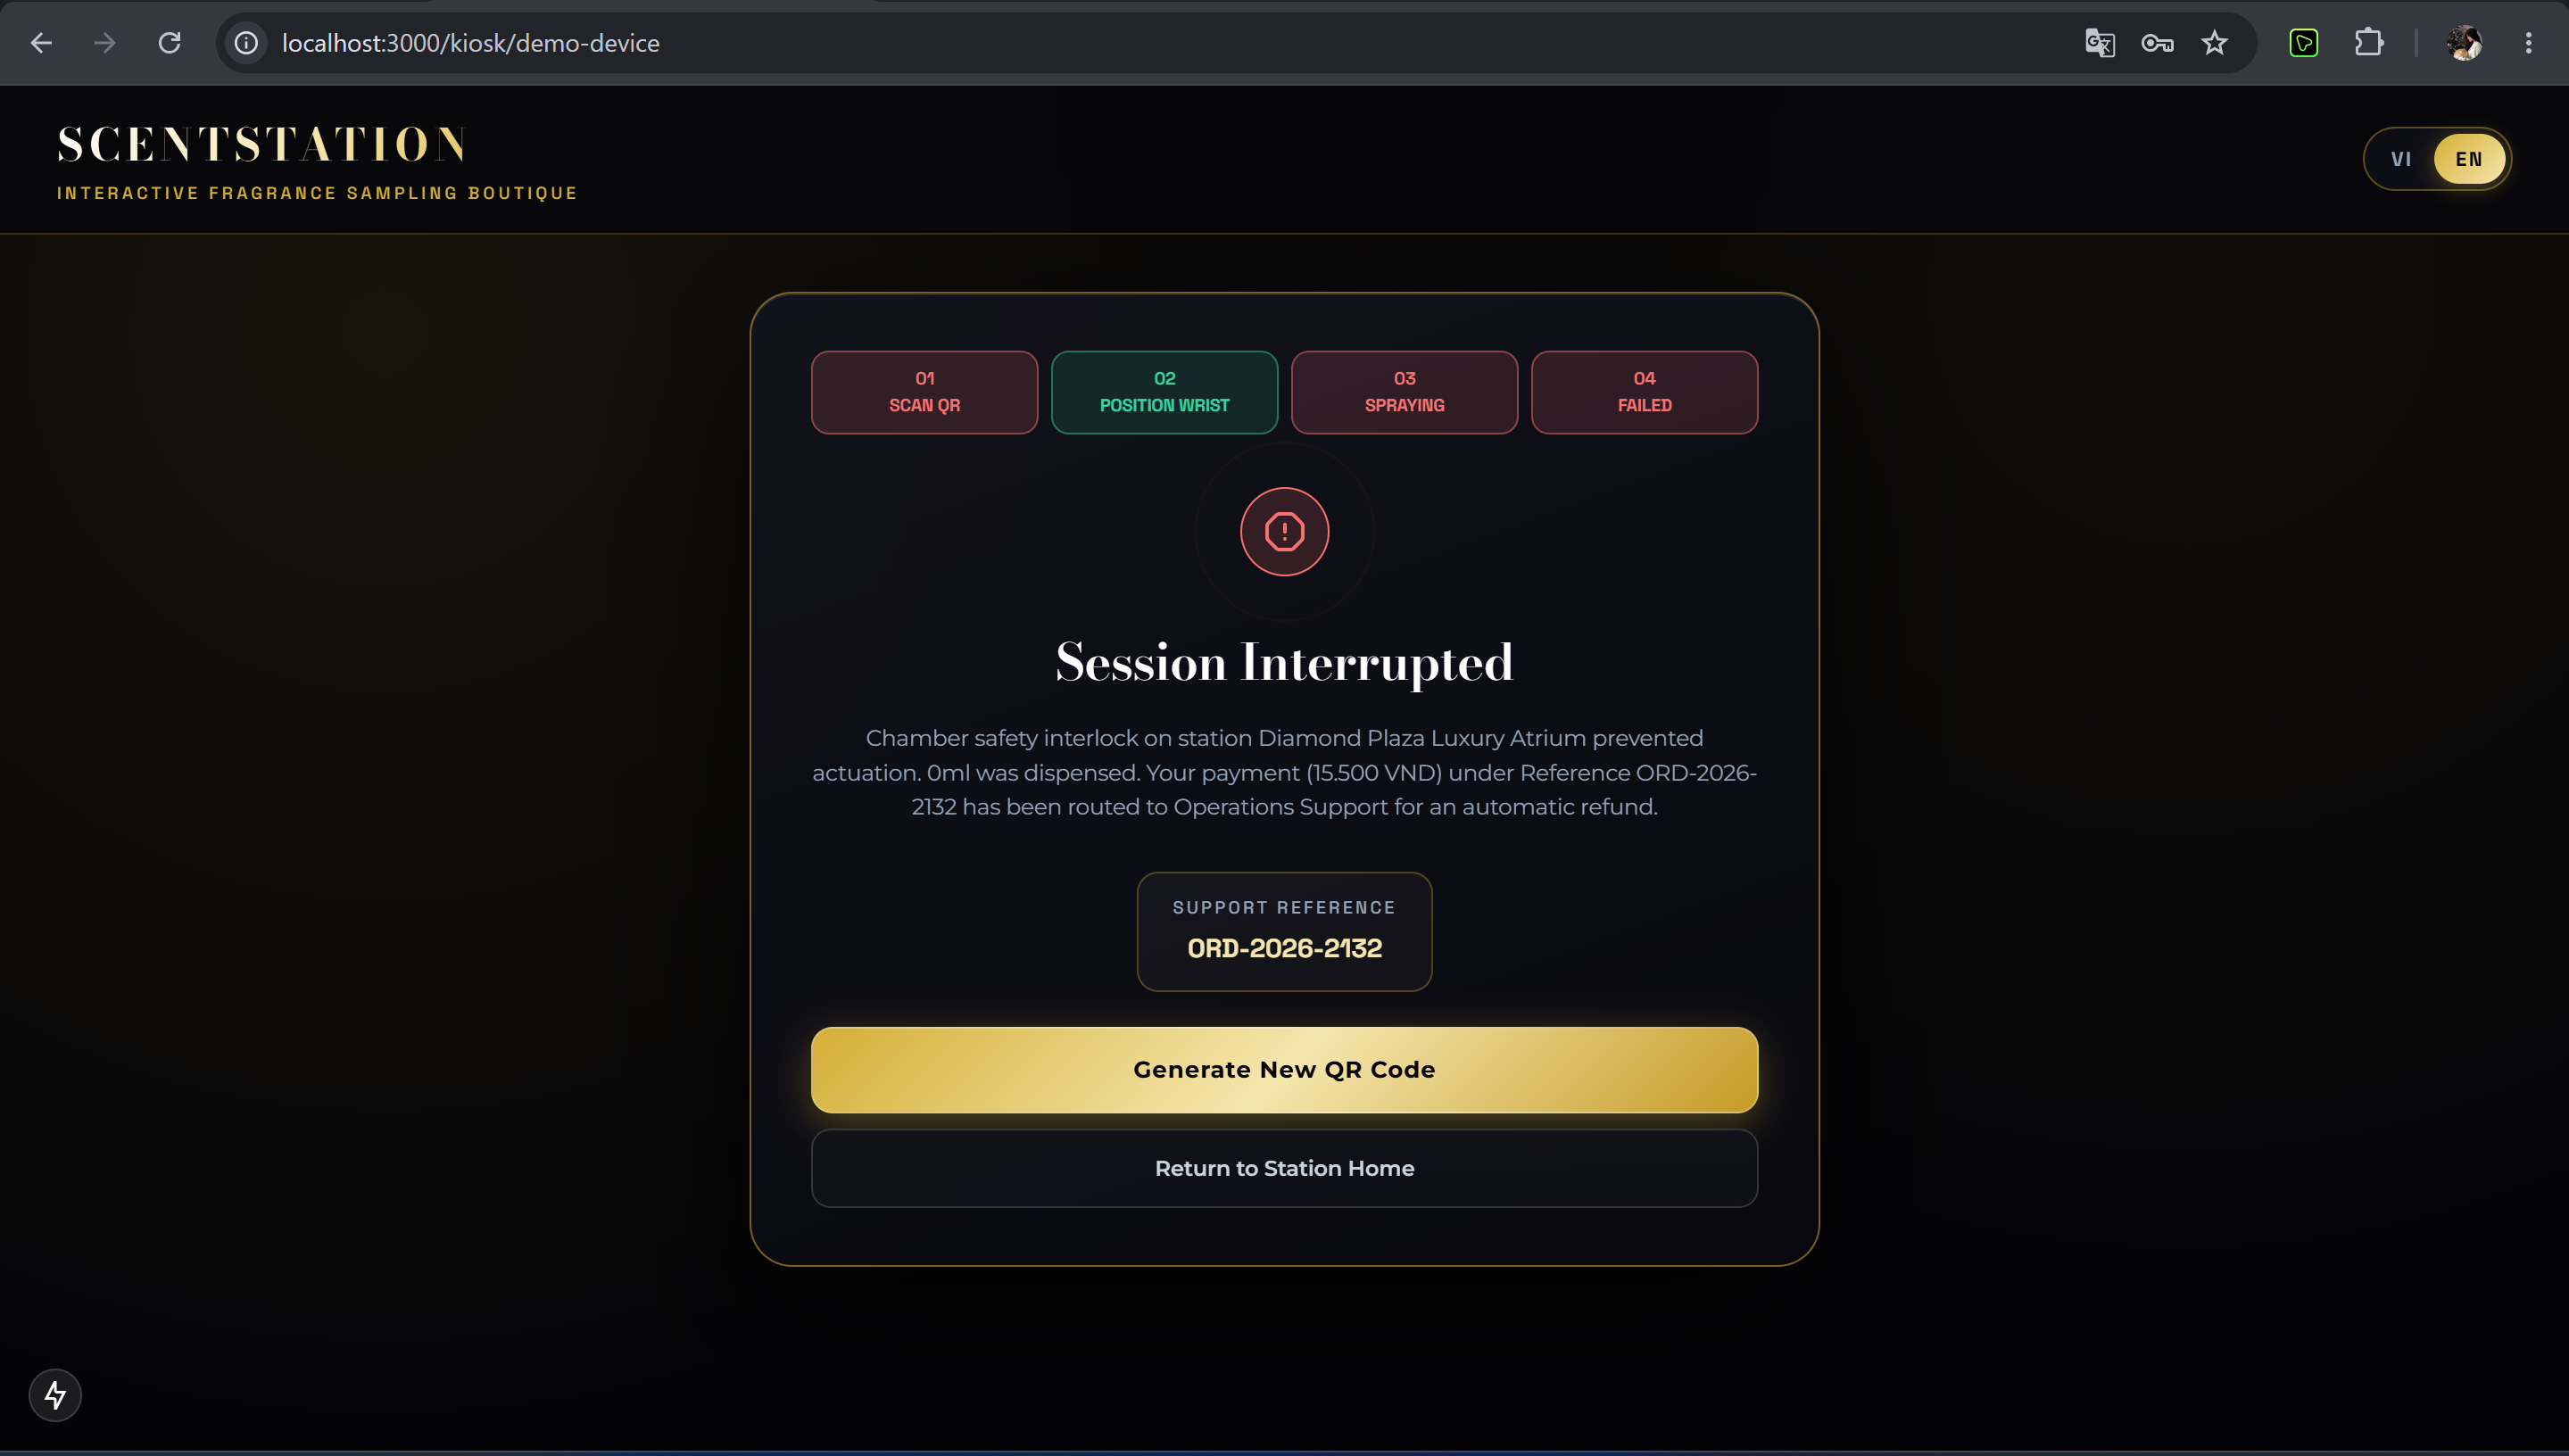 localhost:3000/kiosk/demo-device
SCENTSTATION
INTERACTIVE FRAGRANCE SAMPLING BOUTIQUE
VI
EN
01
SCAN QR
02
POSITION WRIST
03
SPRAYING
04
FAILED
Session Interrupted
Chamber safety interlock on station Diamond Plaza Luxury Atrium prevented
actuation. 0ml was dispensed. Your payment (15.500 VND) under Reference ORD-2026-
2132 has been routed to Operations Support for an automatic refund.
SUPPORT REFERENCE
ORD-2026-2132
Generate New QR Code
Return to Station Home